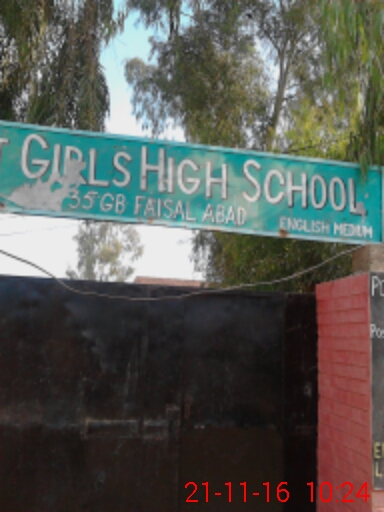 T GIRLS HIGH SCHOOL
35 GB FAISAL ABAD
ENGLISH MEDIUM
21-11-16 10:24